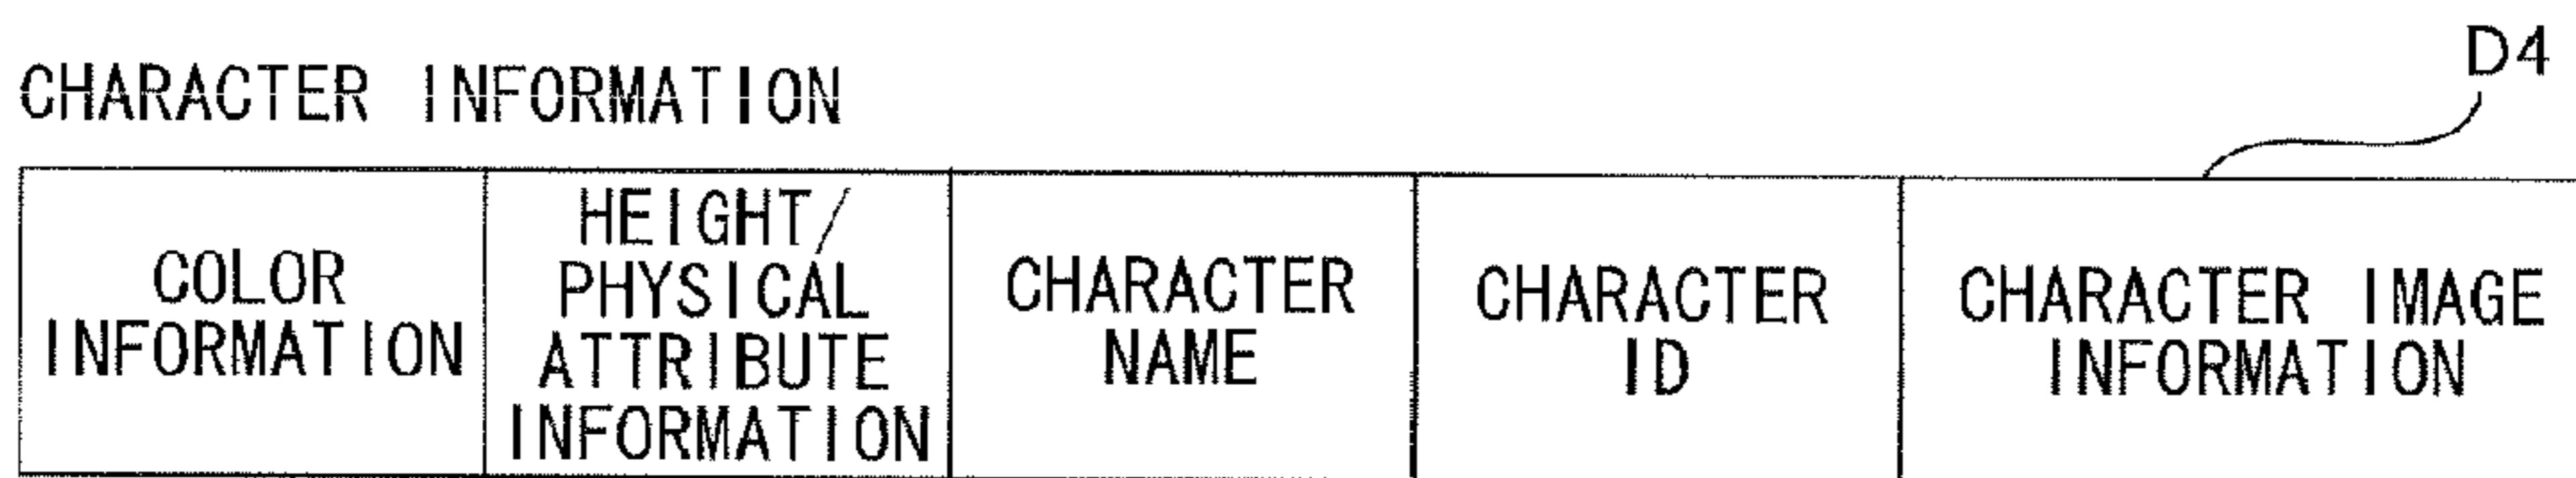 D4
CHARACTER INFORMATION
COLOR
INFORMATION
HEIGHT/
PHYSICAL
ATTRIBUTE
INFORMATION
CHARACTER
NAME
CHARACTER
ID
CHARACTER IMAGE
INFORMATION